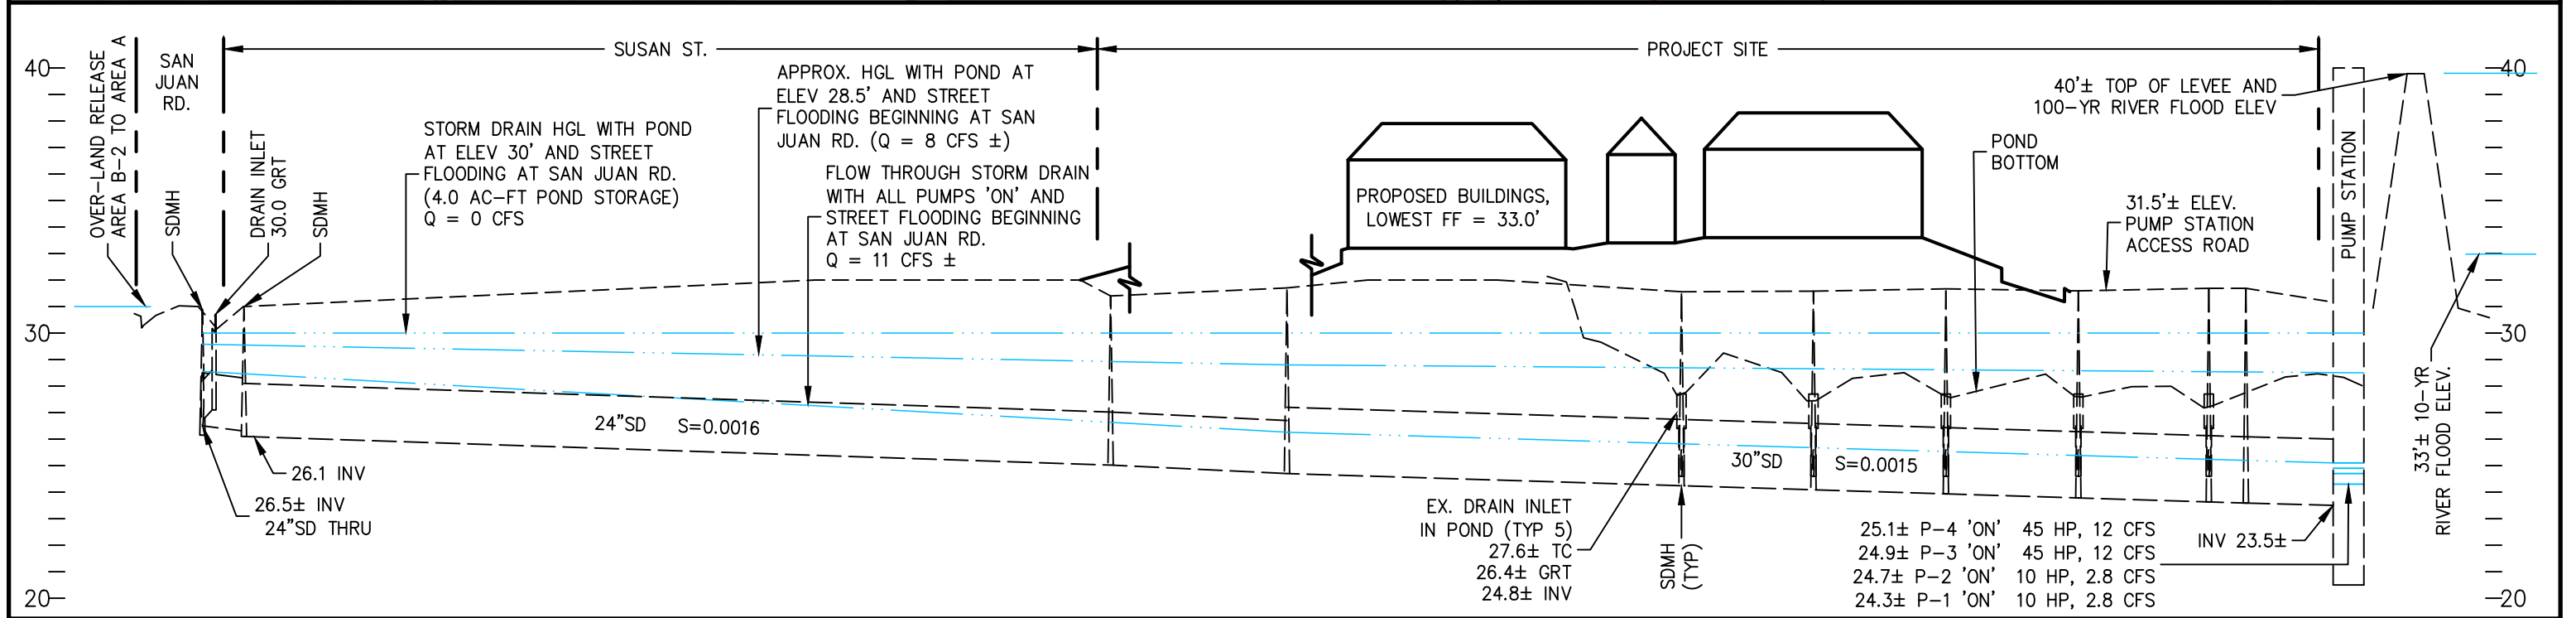 OVER-LAND RELEASE
AREA B-2 TO AREA A
SAN
JUAN
RD.
SUSAN ST.
PROJECT SITE
40
30
20
SDMH
DRAIN INLET
30.0 GRT
SDMH
STORM DRAIN HGL WITH POND
AT ELEV 30' AND STREET
FLOODING AT SAN JUAN RD.
(4.0 AC-FT POND STORAGE)
Q = 0 CFS
APPROX. HGL WITH POND AT
ELEV 28.5' AND STREET
FLOODING BEGINNING AT SAN
JUAN RD. (Q = 8 CFS ±)
FLOW THROUGH STORM DRAIN
WITH ALL PUMPS 'ON' AND
STREET FLOODING BEGINNING
AT SAN JUAN RD.
Q = 11 CFS ±
PROPOSED BUILDINGS,
LOWEST FF = 33.0'
POND
BOTTOM
40'± TOP OF LEVEE AND
100-YR RIVER FLOOD ELEV
31.5'± ELEV.
PUMP STATION
ACCESS ROAD
PUMP STATION
40
30
20
33'± 10-YR
RIVER FLOOD ELEV.
24"SD S=0.0016
26.1 INV
26.5± INV
24"SD THRU
30"SD S=0.0015
EX. DRAIN INLET
IN POND (TYP 5)
27.6± TC
26.4± GRT
24.8± INV
SDMH
(TYP)
25.1± P-4 'ON' 45 HP, 12 CFS
24.9± P-3 'ON' 45 HP, 12 CFS
24.7± P-2 'ON' 10 HP, 2.8 CFS
24.3± P-1 'ON' 10 HP, 2.8 CFS
INV 23.5±